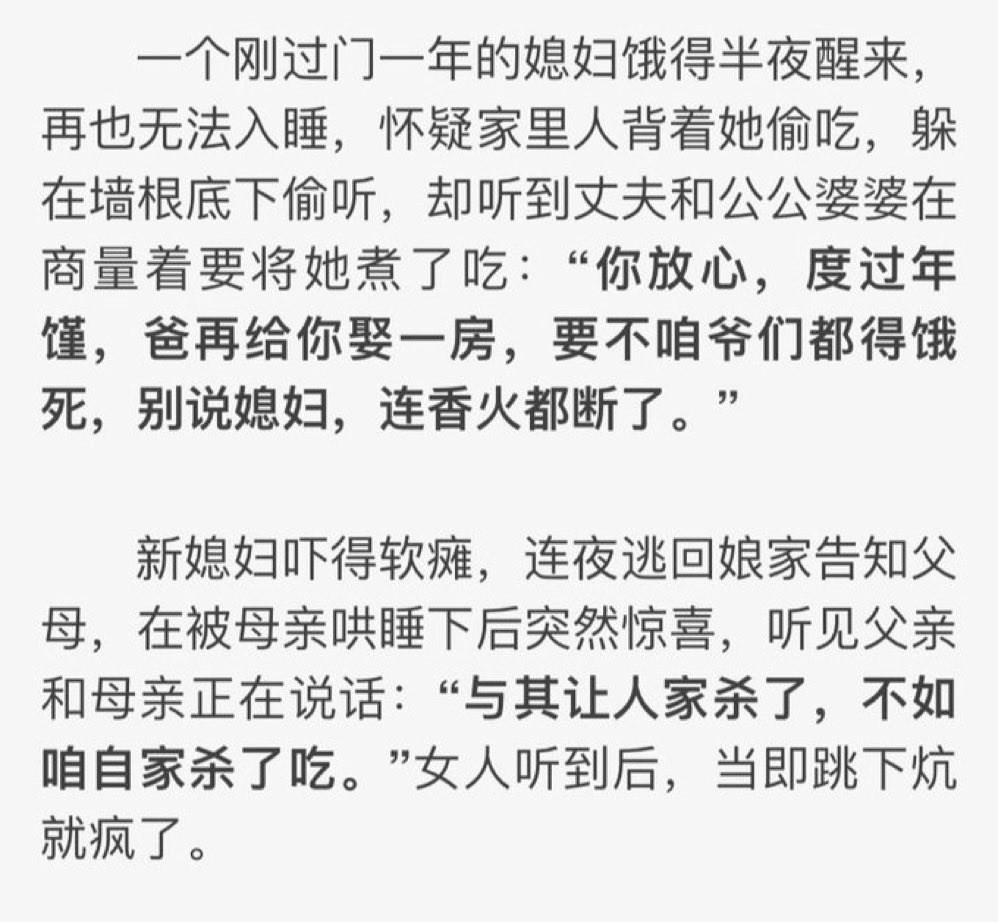 一个刚过门一年的媳妇饿得半夜醒来，
再也无法入睡，怀疑家里人背着她偷吃，躲
在墙根底下偷听，却听到丈夫和公公婆婆在
商量着要将她煮了吃：“你放心，度过年
馑，爸再给你娶一房，要不咱爷们都得饿
死，别说媳妇，连香火都断了。”
新媳妇吓得软瘫，连夜逃回娘家告知父
母，在被母亲哄睡下后突然惊喜，听见父亲
和母亲正在说话：“与其让人家杀了，不如
咱自家杀了吃。”女人听到后，当即跳下炕
就疯了。